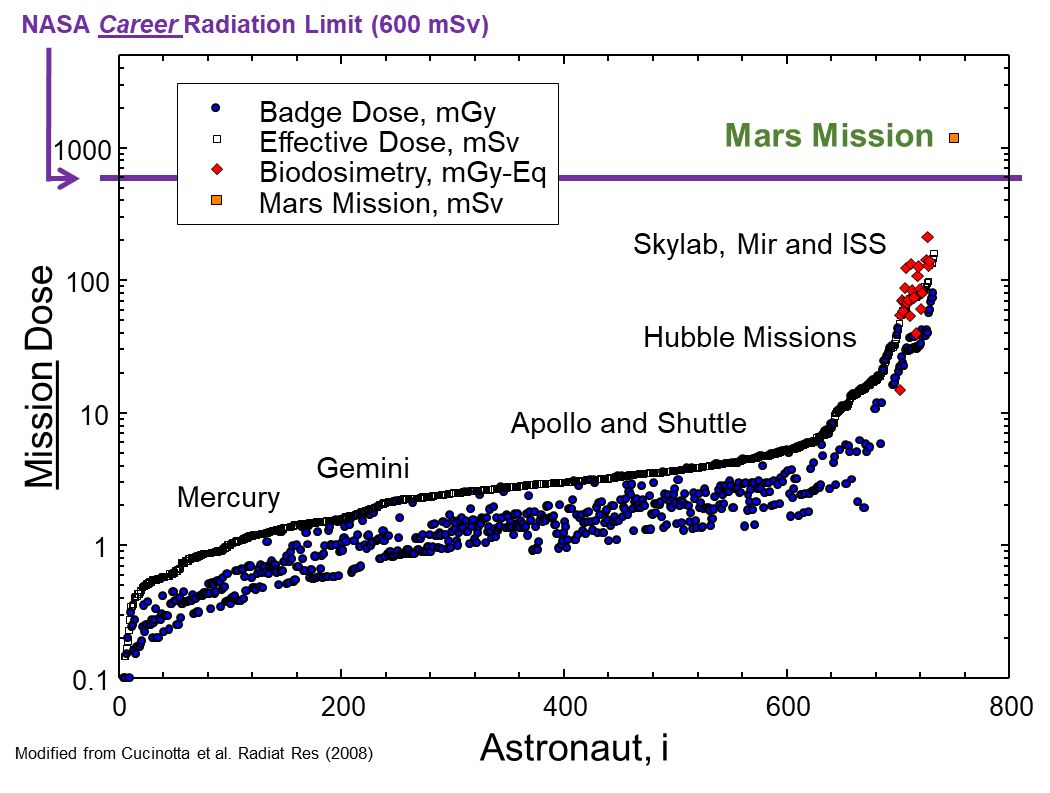 NASA Career Radiation Limit (600 mSv)
Badge Dose, mGy
Effective Dose, mSv
Biodosimetry, mGy-Eq
Mars Mission, mSv
Mars Mission
Skylab, Mir and ISS
Hubble Missions
Apollo and Shuttle
Gemini
Mercury
Mission Dose
1000
100
10
1
0.1
0
200
400
600
800
Astronaut, i
Modified from Cucinotta et al. Radiat Res (2008)